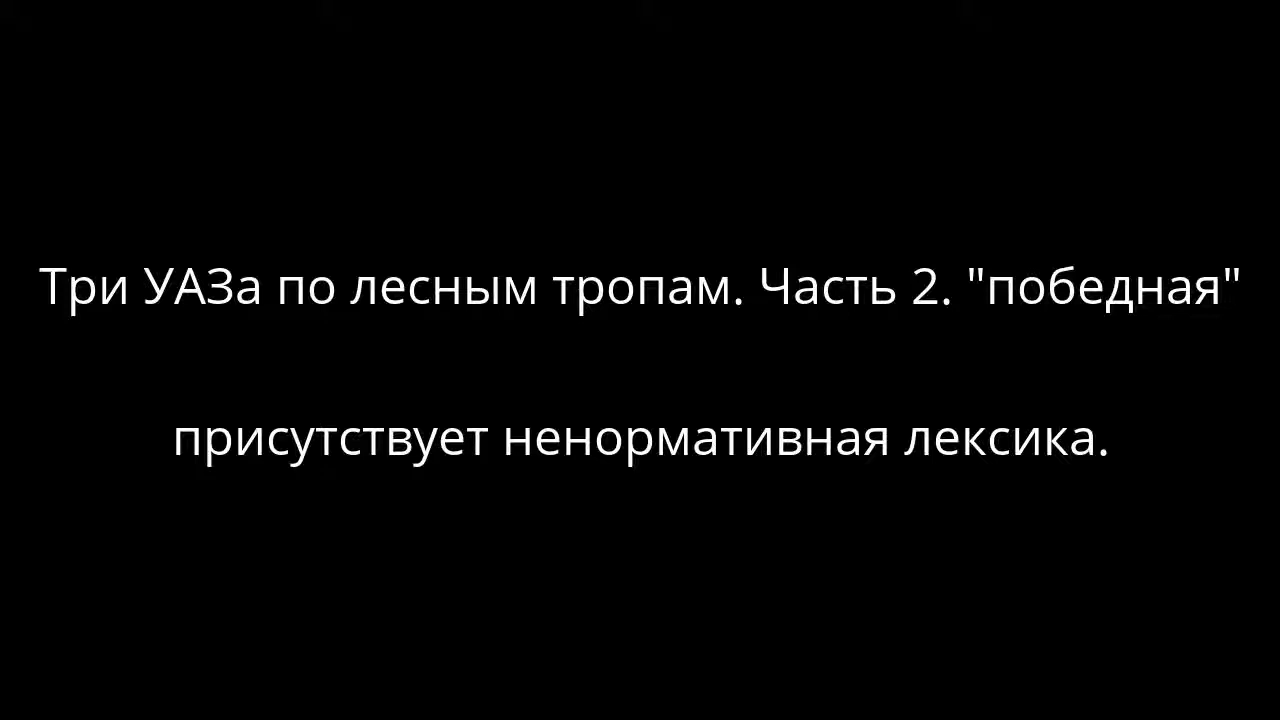 Три УАЗа по лесным тропам. Часть 2. "победная"
присутствует ненормативная лексика.